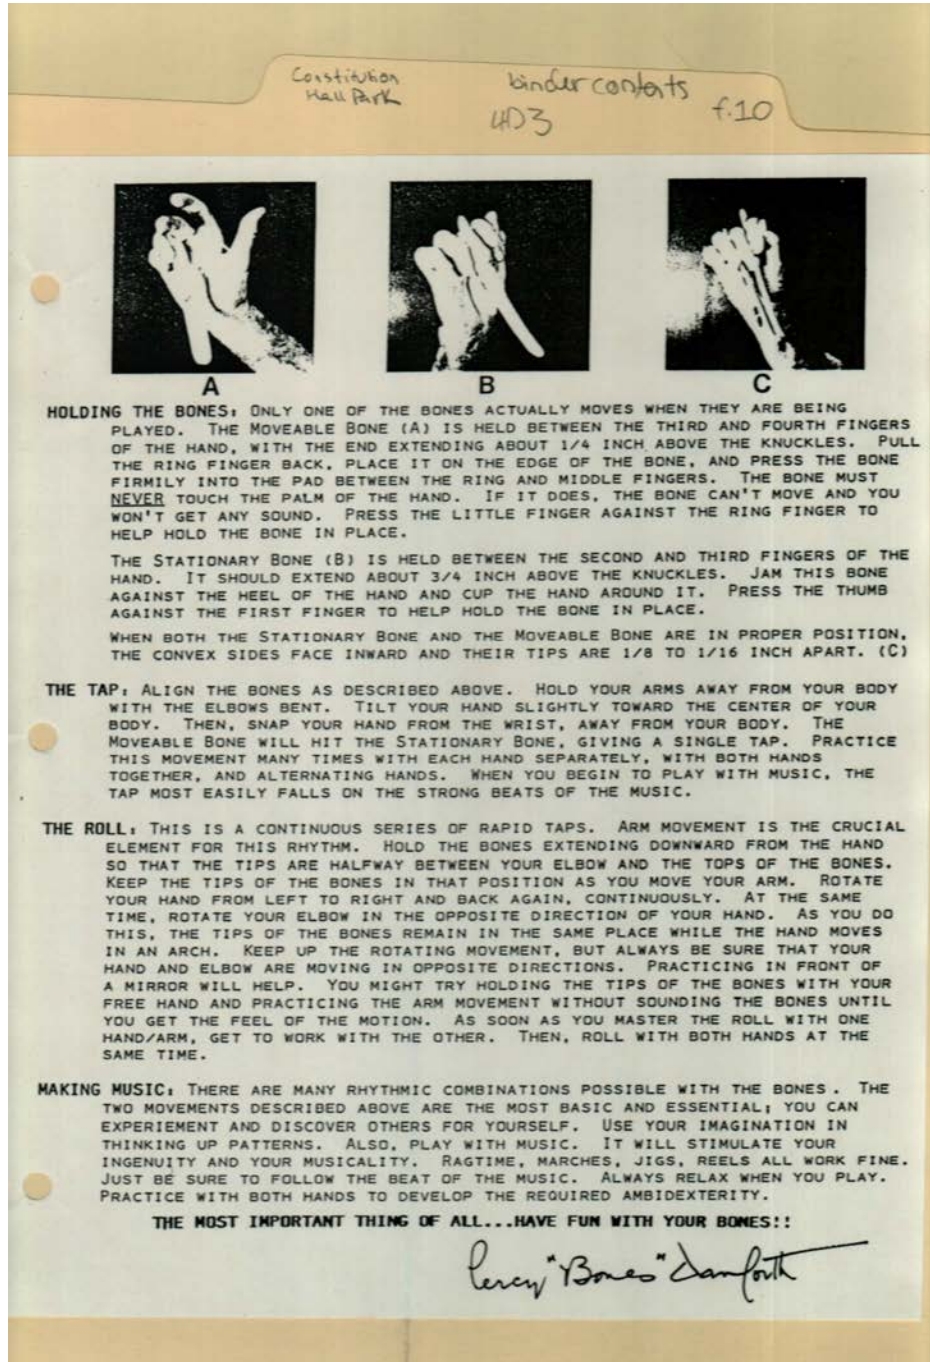 Constitution
Hall Park
binder contents
4D3
f.10
A B C
HOLDING THE BONES: ONLY ONE OF THE BONES ACTUALLY MOVES WHEN THEY ARE BEING
PLAYED. THE MOVEABLE BONE (A) IS HELD BETWEEN THE THIRD AND FOURTH FINGERS
OF THE HAND, WITH THE END EXTENDING ABOUT 1/4 INCH ABOVE THE KNUCKLES. PULL
THE RING FINGER BACK, PLACE IT ON THE EDGE OF THE BONE, AND PRESS THE BONE
FIRMLY INTO THE PAD BETWEEN THE RING AND MIDDLE FINGERS. THE BONE MUST
NEVER TOUCH THE PALM OF THE HAND. IF IT DOES, THE BONE CAN'T MOVE AND YOU
WON'T GET ANY SOUND. PRESS THE LITTLE FINGER AGAINST THE RING FINGER TO
HELP HOLD THE BONE IN PLACE.
THE STATIONARY BONE (B) IS HELD BETWEEN THE SECOND AND THIRD FINGERS OF THE
HAND. IT SHOULD EXTEND ABOUT 3/4 INCH ABOVE THE KNUCKLES. JAM THIS BONE
AGAINST THE HEEL OF THE HAND AND CUP THE HAND AROUND IT. PRESS THE THUMB
AGAINST THE FIRST FINGER TO HELP HOLD THE BONE IN PLACE.
WHEN BOTH THE STATIONARY BONE AND THE MOVEABLE BONE ARE IN PROPER POSITION,
THE CONVEX SIDES FACE INWARD AND THEIR TIPS ARE 1/8 TO 1/16 INCH APART. (C)
THE TAP: ALIGN THE BONES AS DESCRIBED ABOVE. HOLD YOUR ARMS AWAY FROM YOUR BODY
WITH THE ELBOWS BENT. TILT YOUR HAND SLIGHTLY TOWARD THE CENTER OF YOUR
BODY. THEN, SNAP YOUR HAND FROM THE WRIST, AWAY FROM YOUR BODY. THE
MOVEABLE BONE WILL HIT THE STATIONARY BONE, GIVING A SINGLE TAP. PRACTICE
THIS MOVEMENT MANY TIMES WITH EACH HAND SEPARATELY, WITH BOTH HANDS
TOGETHER, AND ALTERNATING HANDS. WHEN YOU BEGIN TO PLAY WITH MUSIC, THE
TAP MOST EASILY FALLS ON THE STRONG BEATS OF THE MUSIC.
THE ROLL: THIS IS A CONTINUOUS SERIES OF RAPID TAPS. ARM MOVEMENT IS THE CRUCIAL
ELEMENT FOR THIS RHYTHM. HOLD THE BONES EXTENDING DOWNWARD FROM THE HAND
SO THAT THE TIPS ARE HALFWAY BETWEEN YOUR ELBOW AND THE TOPS OF THE BONES.
KEEP THE TIPS OF THE BONES IN THAT POSITION AS YOU MOVE YOUR ARM. ROTATE
YOUR HAND FROM LEFT TO RIGHT AND BACK AGAIN, CONTINUOUSLY. AT THE SAME
TIME, ROTATE YOUR ELBOW IN THE OPPOSITE DIRECTION OF YOUR HAND. AS YOU DO
THIS, THE TIPS OF THE BONES REMAIN IN THE SAME PLACE WHILE THE HAND MOVES
IN AN ARCH. KEEP UP THE ROTATING MOVEMENT, BUT ALWAYS BE SURE THAT YOUR
HAND AND ELBOW ARE MOVING IN OPPOSITE DIRECTIONS. PRACTICING IN FRONT OF
A MIRROR WILL HELP. YOU MIGHT TRY HOLDING THE TIPS OF THE BONES WITH YOUR
FREE HAND AND PRACTICING THE ARM MOVEMENT WITHOUT SOUNDING THE BONES UNTIL
YOU GET THE FEEL OF THE MOTION. AS SOON AS YOU MASTER THE ROLL WITH ONE
HAND/ARM, GET TO WORK WITH THE OTHER. THEN, ROLL WITH BOTH HANDS AT THE
SAME TIME.
MAKING MUSIC: THERE ARE MANY RHYTHMIC COMBINATIONS POSSIBLE WITH THE BONES. THE
TWO MOVEMENTS DESCRIBED ABOVE ARE THE MOST BASIC AND ESSENTIAL; YOU CAN
EXPERIEMENT AND DISCOVER OTHERS FOR YOURSELF. USE YOUR IMAGINATION IN
THINKING UP PATTERNS. ALSO, PLAY WITH MUSIC. IT WILL STIMULATE YOUR
INGENUITY AND YOUR MUSICALITY. RAGTIME, MARCHES, JIGS, REELS ALL WORK FINE.
JUST BE SURE TO FOLLOW THE BEAT OF THE MUSIC. ALWAYS RELAX WHEN YOU PLAY.
PRACTICE WITH BOTH HANDS TO DEVELOP THE REQUIRED AMBIDEXTERITY.
THE MOST IMPORTANT THING OF ALL...HAVE FUN WITH YOUR BONES!!
Percy "Bones" Danforth